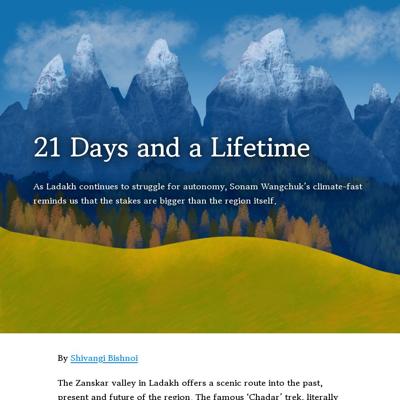 21 Days and a Lifetime
As Ladakh continues to struggle for autonomy, Sonam Wangchuk's climate-fast
reminds us that the stakes are bigger than the region itself.
By Shivangi Bishnoi
The Zanskar valley in Ladakh offers a scenic route into the past,
present and future of the region. The famous 'Chadar' trek, literally